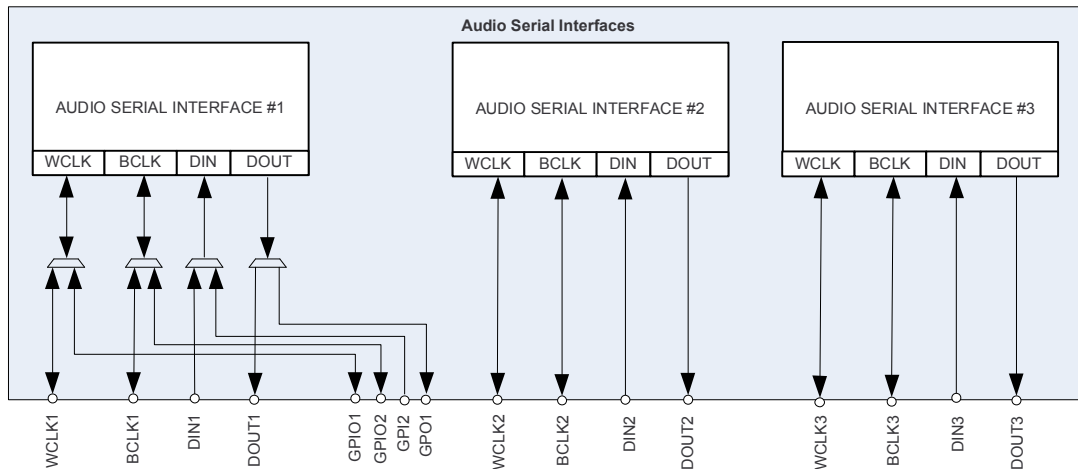 Audio Serial Interfaces
AUDIO SERIAL INTERFACE #1
WCLK BCLK DIN DOUT
AUDIO SERIAL INTERFACE #2
WCLK BCLK DIN DOUT
AUDIO SERIAL INTERFACE #3
WCLK BCLK DIN DOUT
WCLK1
BCLK1
DIN1
DOUT1
GPIO1
GPIO2
GPI2
GPO1
WCLK2
BCLK2
DIN2
DOUT2
WCLK3
BCLK3
DIN3
DOUT3